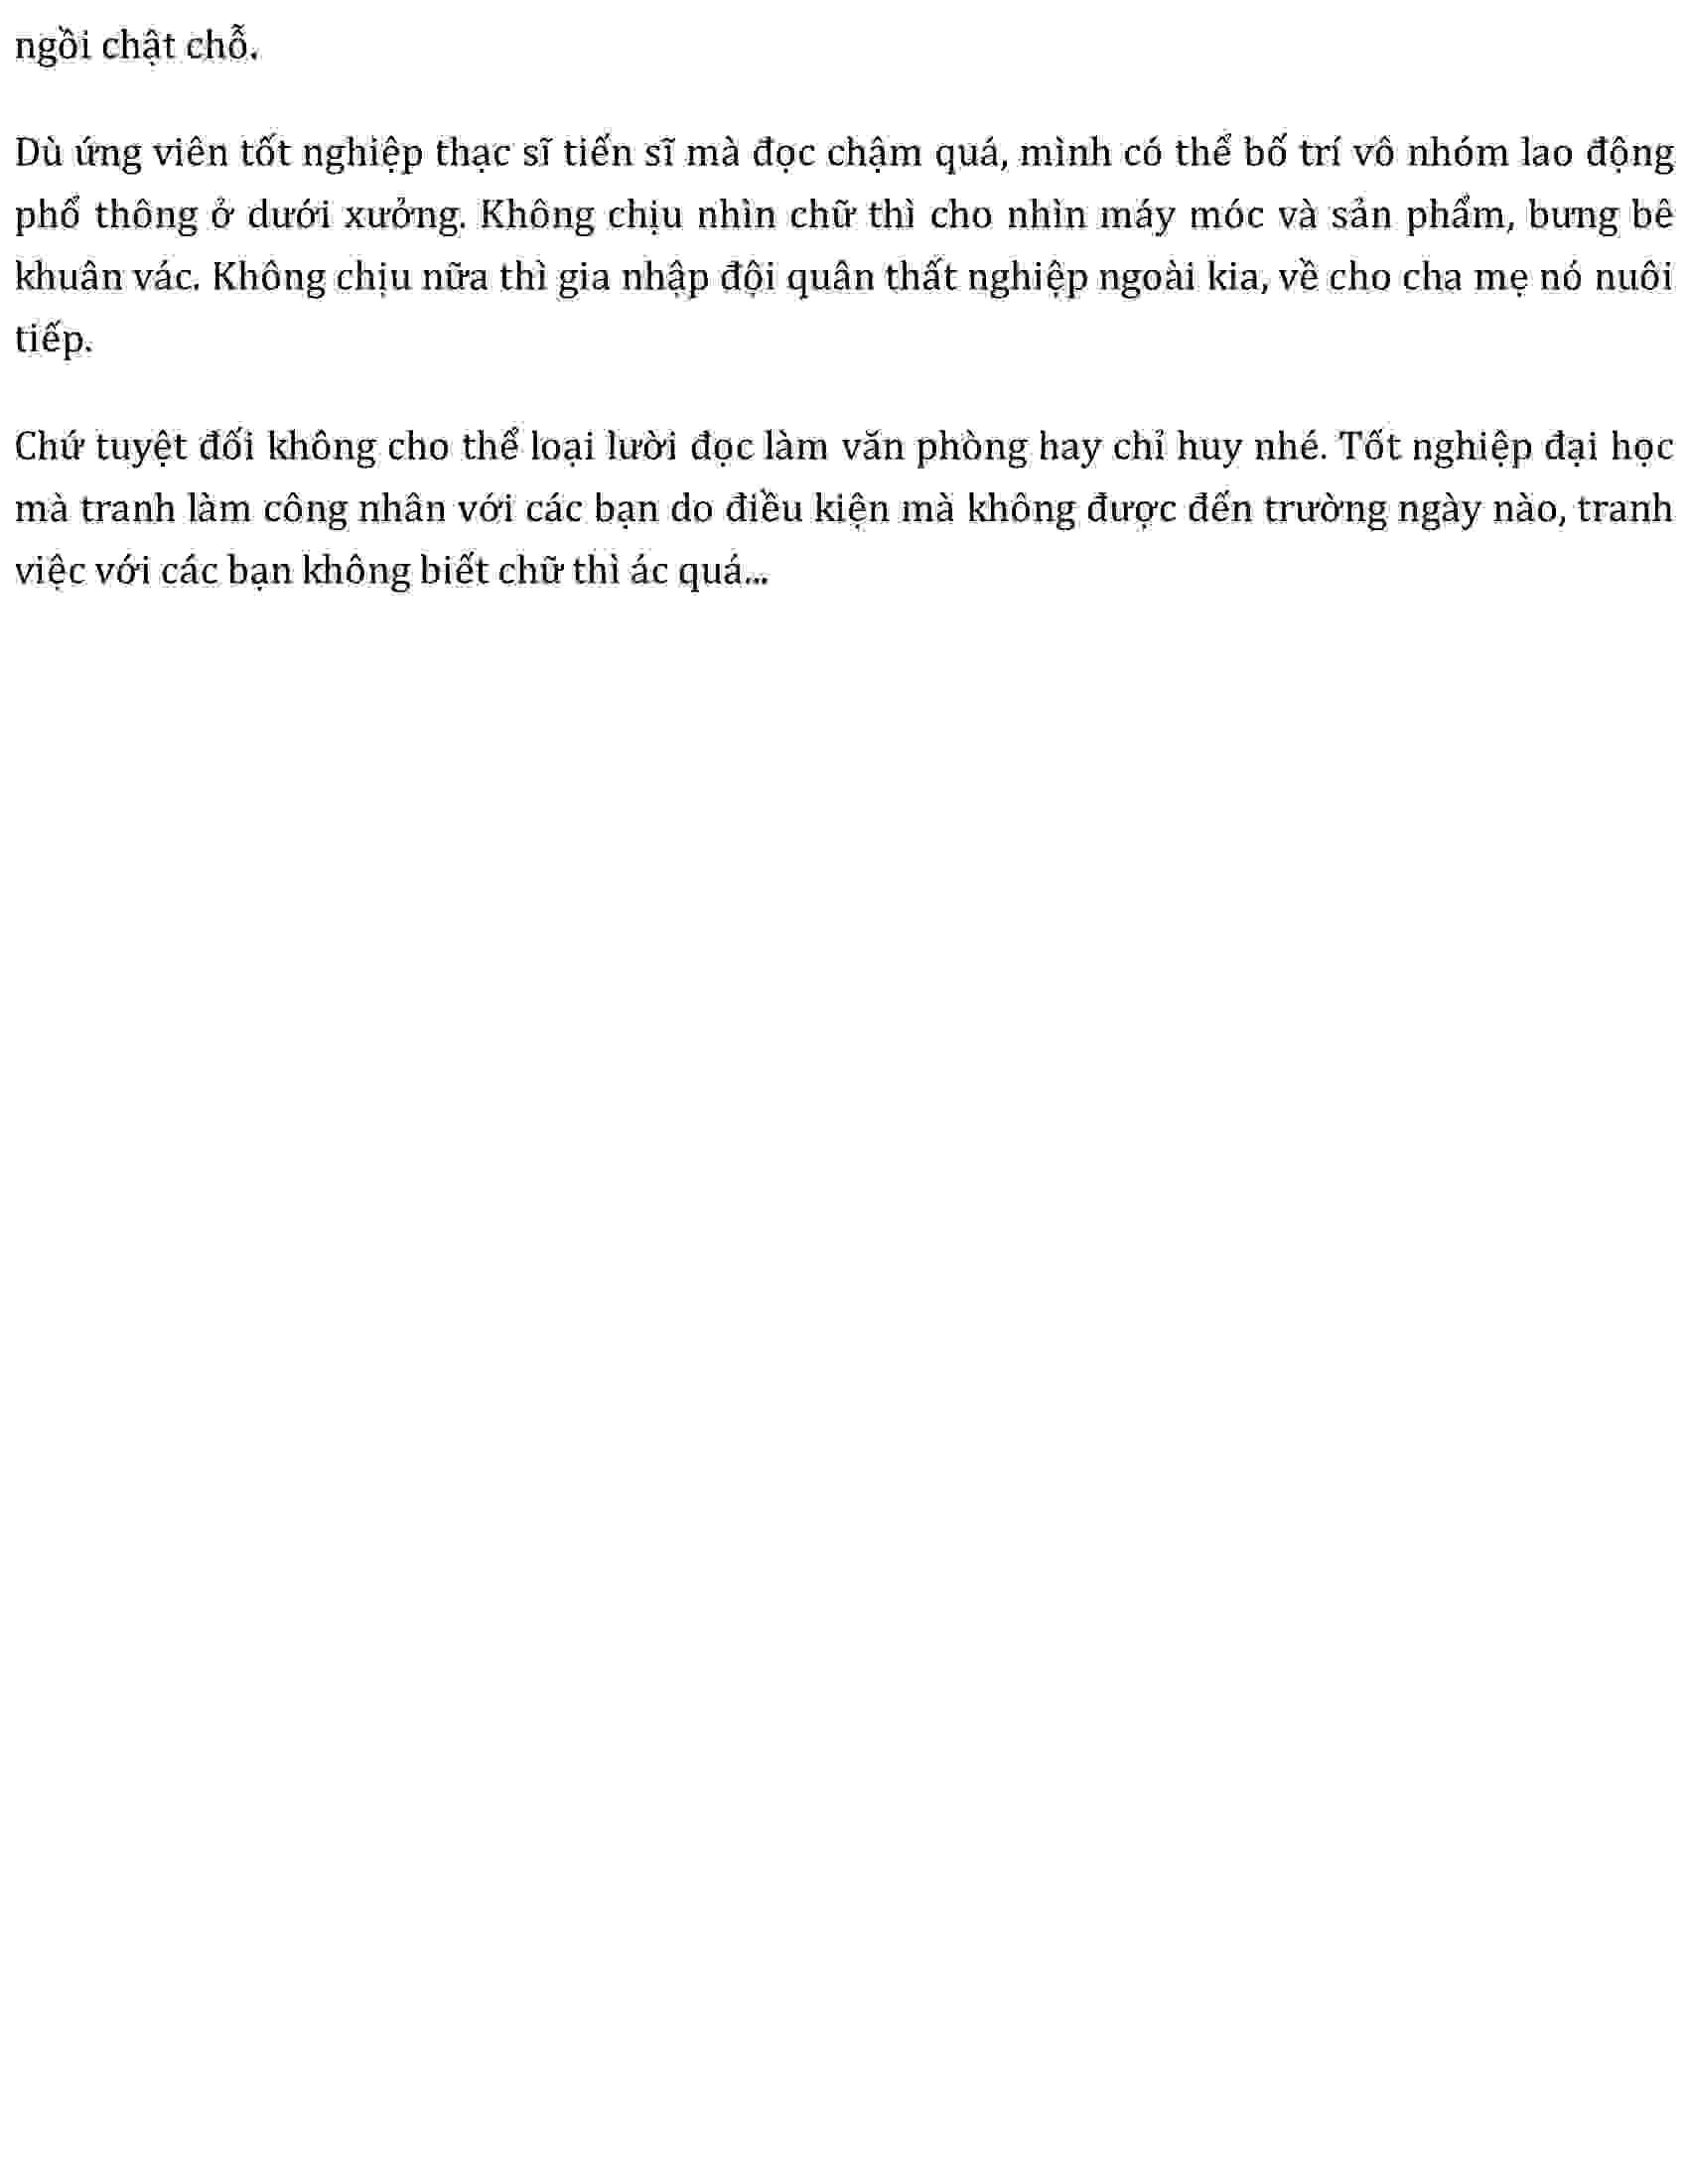 ngồi chật chỗ.
Dù ứng viên tốt nghiệp thạc sĩ tiến sĩ mà đọc chậm quá, mình có thể bố trí vô nhóm lao động
phổ thông ở dưới xưởng. Không chịu nhìn chữ thì cho nhìn máy móc và sản phẩm, bưng bê
khuân vác. Không chịu nữa thì gia nhập đội quân thất nghiệp ngoài kia, về cho cha mẹ nó nuôi
tiếp.
Chứ tuyệt đối không cho thể loại lười đọc làm văn phòng hay chỉ huy nhé. Tốt nghiệp đại học
mà tranh làm công nhân với các bạn do điều kiện mà không được đến trường ngày nào, tranh
việc với các bạn không biết chữ thì ác quá...